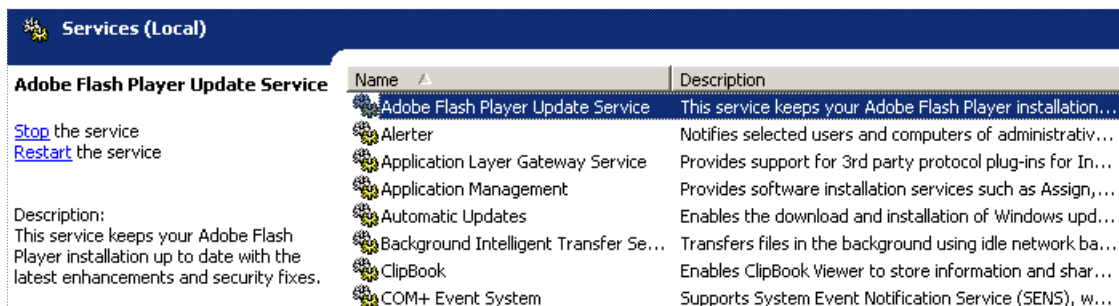 Services (Local)
Adobe Flash Player Update Service
Stop the service
Restart the service
Description:
This service keeps your Adobe Flash
Player installation up to date with the
latest enhancements and security fixes.
Name Description
Adobe Flash Player Update Service This service keeps your Adobe Flash Player installation...
Alerter Notifies selected users and computers of administrativ...
Application Layer Gateway Service Provides support for 3rd party protocol plug-ins for In...
Application Management Provides software installation services such as Assign,...
Automatic Updates Enables the download and installation of Windows upd...
Background Intelligent Transfer Se... Transfers files in the background using idle network ba...
ClipBook Enables ClipBook Viewer to store information and shar...
COM+ Event System Supports System Event Notification Service (SENS), w...